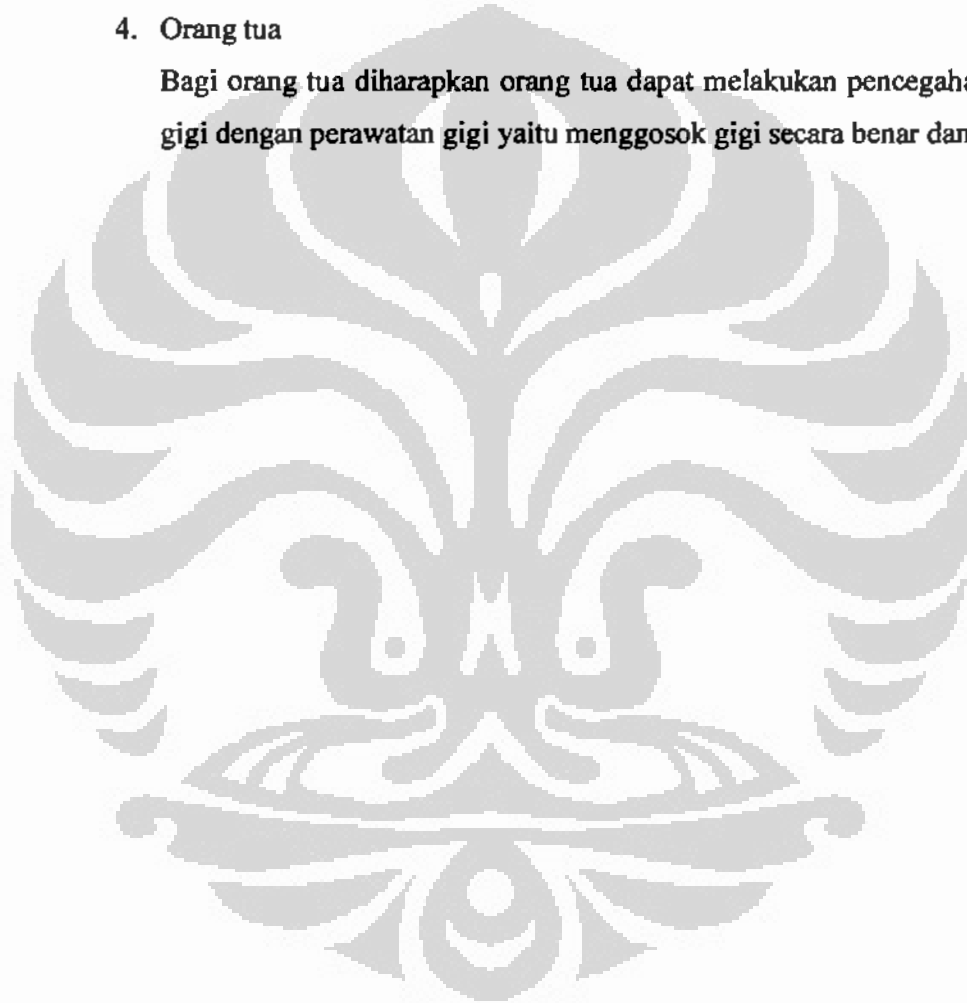 4. Orang tua
Bagi orang tua diharapkan orang tua dapat melakukan pencegaha
gigi dengan perawatan gigi yaitu menggosok gigi secara benar dan